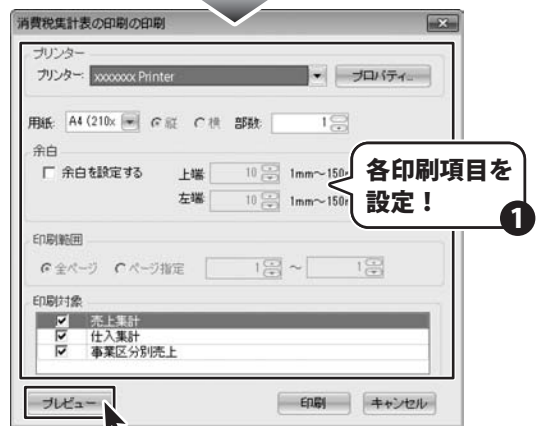 消費税集計表の印刷の印刷
プリンター
プリンター: xxxxxxx Printer プロパティ...
用紙: A4 (210x 縦 横 部数: 1
余白
余白を設定する 上端: 10 1mm～150
左端: 10 1mm～150
各印刷項目を
設定！
1
印刷範囲
全ページ ページ指定 1 ～ 1
印刷対象
売上集計
仕入集計
事業区分別売上
プレビュー 印刷 キャンセル